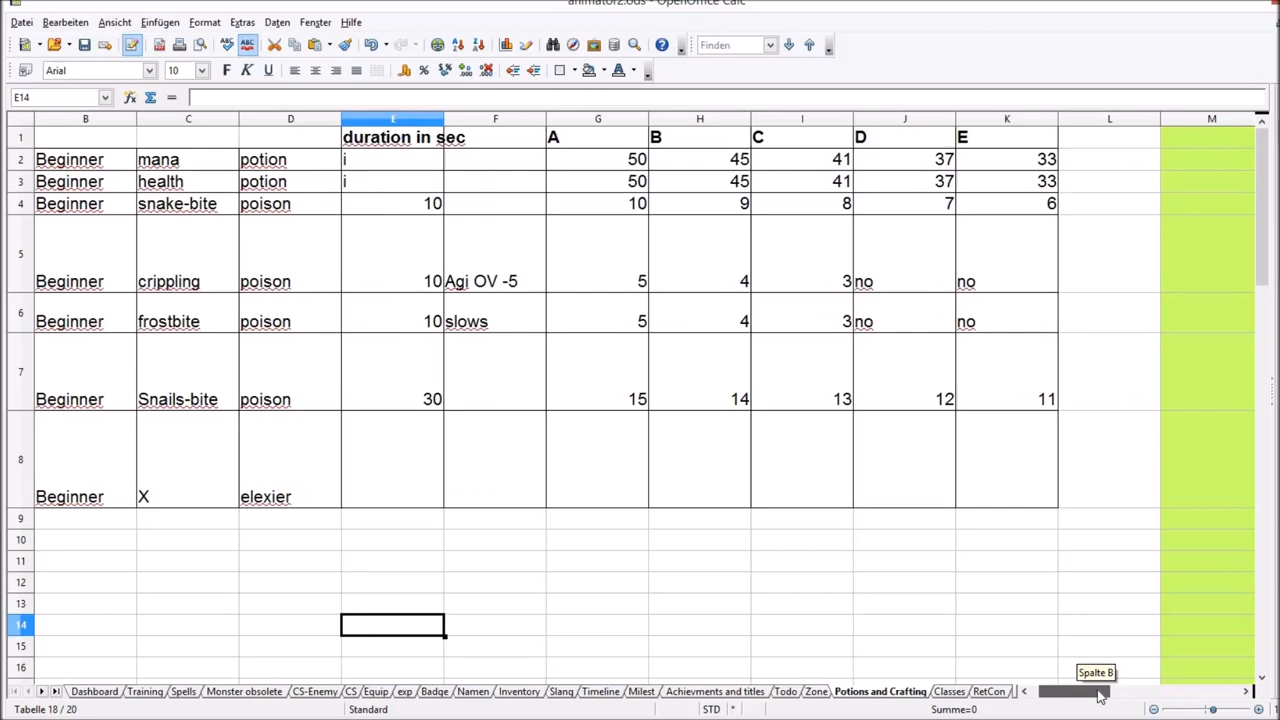 animator2.ods - OpenOffice Calc
Datei Bearbeiten Ansicht Einfügen Format Extras Daten Fenster Hilfe
ABC ABC Finden
Arial 10 F K U
E14
B C D E F G H I J K L M
1 duration in sec A B C D E
2 Beginner mana potion i 50 45 41 37 33
3 Beginner health potion i 50 45 41 37 33
4 Beginner snake-bite poison 10 10 9 8 7 6
5 Beginner crippling poison 10 Agi OV -5 5 4 3 no no
6 Beginner frostbite poison 10 slows 5 4 3 no no
7 Beginner Snails-bite poison 30 15 14 13 12 11
8 Beginner X elexier
9
10
11
12
13
14
15
16
Spalte B
Dashboard Training Spells Monster obsolete CS-Enemy CS Equip exp Badge Namen Inventory Slang Timeline Milest Achievments and titles Todo Zone Potions and Crafting Classes RetCon
Tabelle 18 / 20 Standard STD * Summe=0